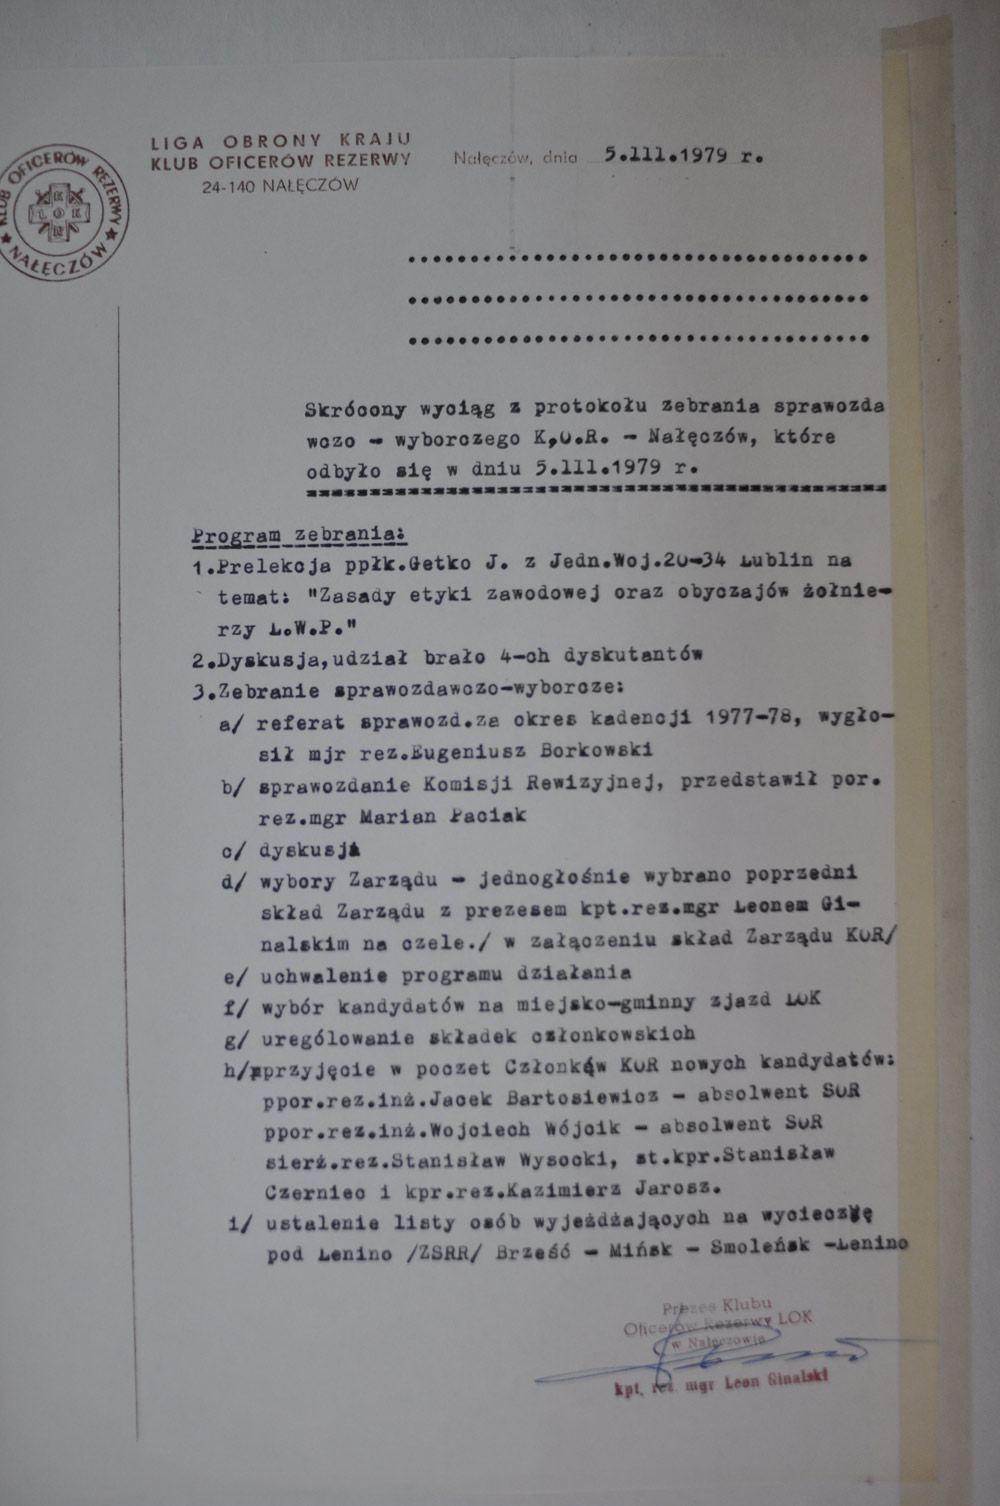 LIGA OBRONY KRAJU
KLUB OFICERÓW REZERWY
24-140 NAŁĘCZÓW
Nałęczów, dnia 5.III.1979 r.
KLUB OFICERÓW REZERWY
NAŁĘCZÓW
Skrócony wyciąg z protokołu zebrania sprawozda
wczo - wyborczego K,O.R. - Nałęczów, które
odbyło się w dniu 5.III.1979 r.
Program zebrania:
1.Prelekcja ppłk.Getko J. z Jedn.Woj.20-34 Lublin na
temat: "Zasady etyki zawodowej oraz obyczajów żołnie-
rzy L.W.P."
2.Dyskusja,udział brało 4-ch dyskutantów
3.Zebranie sprawozdawczo-wyborcze:
a/ referat sprawozd.za okres kadencji 1977-78, wygło-
sił mjr rez.Eugeniusz Borkowski
b/ sprawozdanie Komisji Rewizyjnej, przedstawił por.
rez.mgr Marian Paciak
c/ dyskusja
d/ wybory Zarządu - jednogłośnie wybrano poprzedni
skład Zarządu z prezesem kpt.rez.mgr Leonem Gi-
nalskim na czele./ w załączeniu skład Zarządu KOR/
e/ uchwalenie programu działania
f/ wybór kandydatów na miejsko-gminny zjazd LOK
g/ urególowanie składek członkowskich
h/przyjęcie w poczet Członków KOR nowych kandydatów:
ppor.rez.inż.Jacek Bartosiewicz - absolwent SOR
ppor.rez.inż.Wojciech Wójcik - absolwent SOR
sierż.rez.Stanisław Wysocki, st.kpr.Stanisław
Czerniec i kpr.rez.Kazimierz Jarosz.
i/ ustalenie listy osób wyjeżdżających na wycieczkę
pod Lenino /ZSRR/ Brześć - Mińsk - Smoleńsk -Lenino
Prezes Klubu
Oficerów Rezerwy LOK
w Nałęczowie
kpt. rez mgr Leon Ginalski